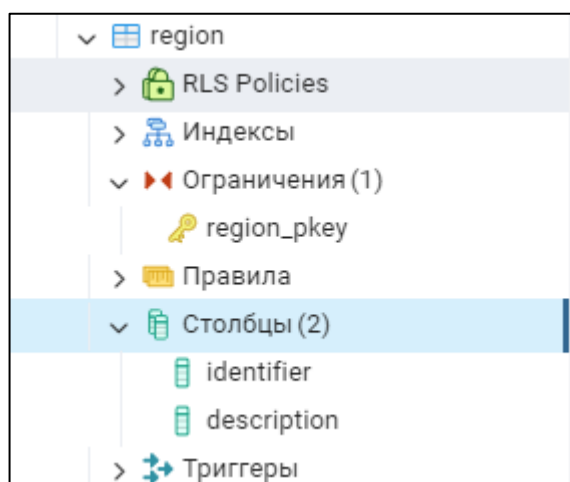 region
RLS Policies
Индексы
Ограничения (1)
region_pkey
Правила
Столбцы (2)
identifier
description
Триггеры